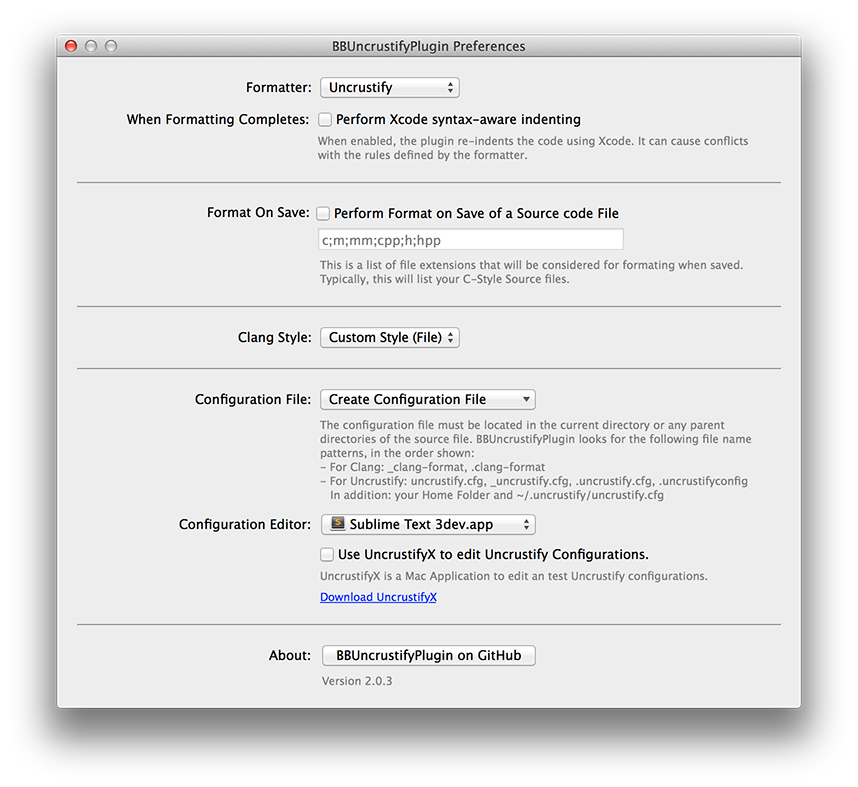 BBUncrustifyPlugin Preferences
Formatter: Uncrustify
When Formatting Completes: Perform Xcode syntax-aware indenting
When enabled, the plugin re-indents the code using Xcode. It can cause conflicts
with the rules defined by the formatter.
Format On Save: Perform Format on Save of a Source code File
c;m;mm;cpp;h;hpp
This is a list of file extensions that will be considered for formating when saved.
Typically, this will list your C-Style Source files.
Clang Style: Custom Style (File)
Configuration File: Create Configuration File
The configuration file must be located in the current directory or any parent
directories of the source file. BBUncrustifyPlugin looks for the following file name
patterns, in the order shown:
– For Clang: _clang-format, .clang-format
– For Uncrustify: uncrustify.cfg, _uncrustify.cfg, .uncrustify.cfg, .uncrustifyconfig
In addition: your Home Folder and ~/.uncrustify/uncrustify.cfg
Configuration Editor: Sublime Text 3dev.app
Use UncrustifyX to edit Uncrustify Configurations.
UncrustifyX is a Mac Application to edit an test Uncrustify configurations.
Download UncrustifyX
About: BBUncrustifyPlugin on GitHub
Version 2.0.3